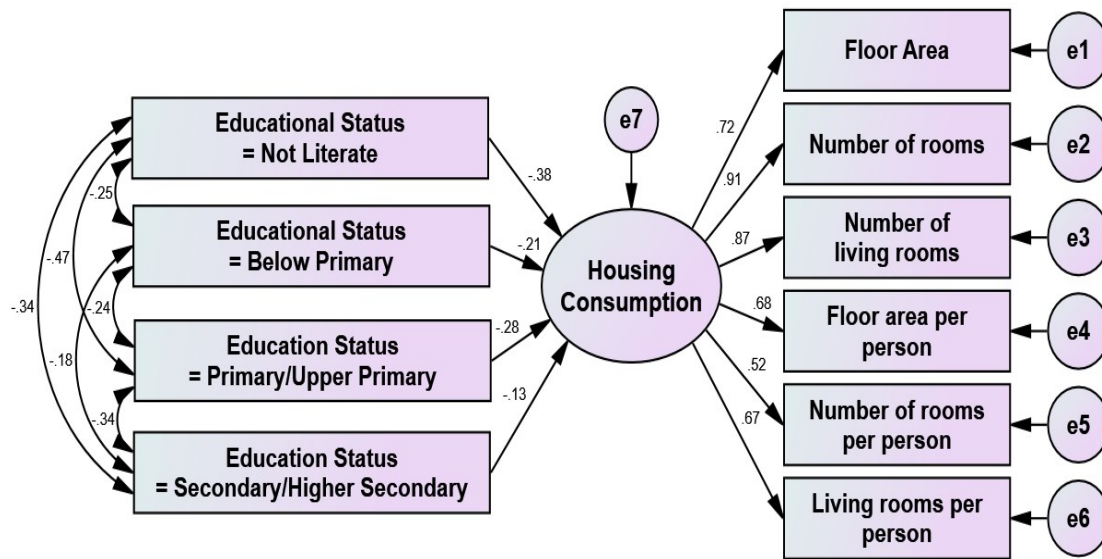 Educational Status
= Not Literate
Educational Status
= Below Primary
Education Status
= Primary/Upper Primary
Education Status
= Secondary/Higher Secondary
-.25
-.47
-.34
-.24
-.18
-.34
-.38
-.21
-.28
-.13
e7
Housing
Consumption
.72
.91
.87
.68
.52
.67
Floor Area
e1
Number of rooms
e2
Number of
living rooms
e3
Floor area per
person
e4
Number of rooms
per person
e5
Living rooms per
person
e6